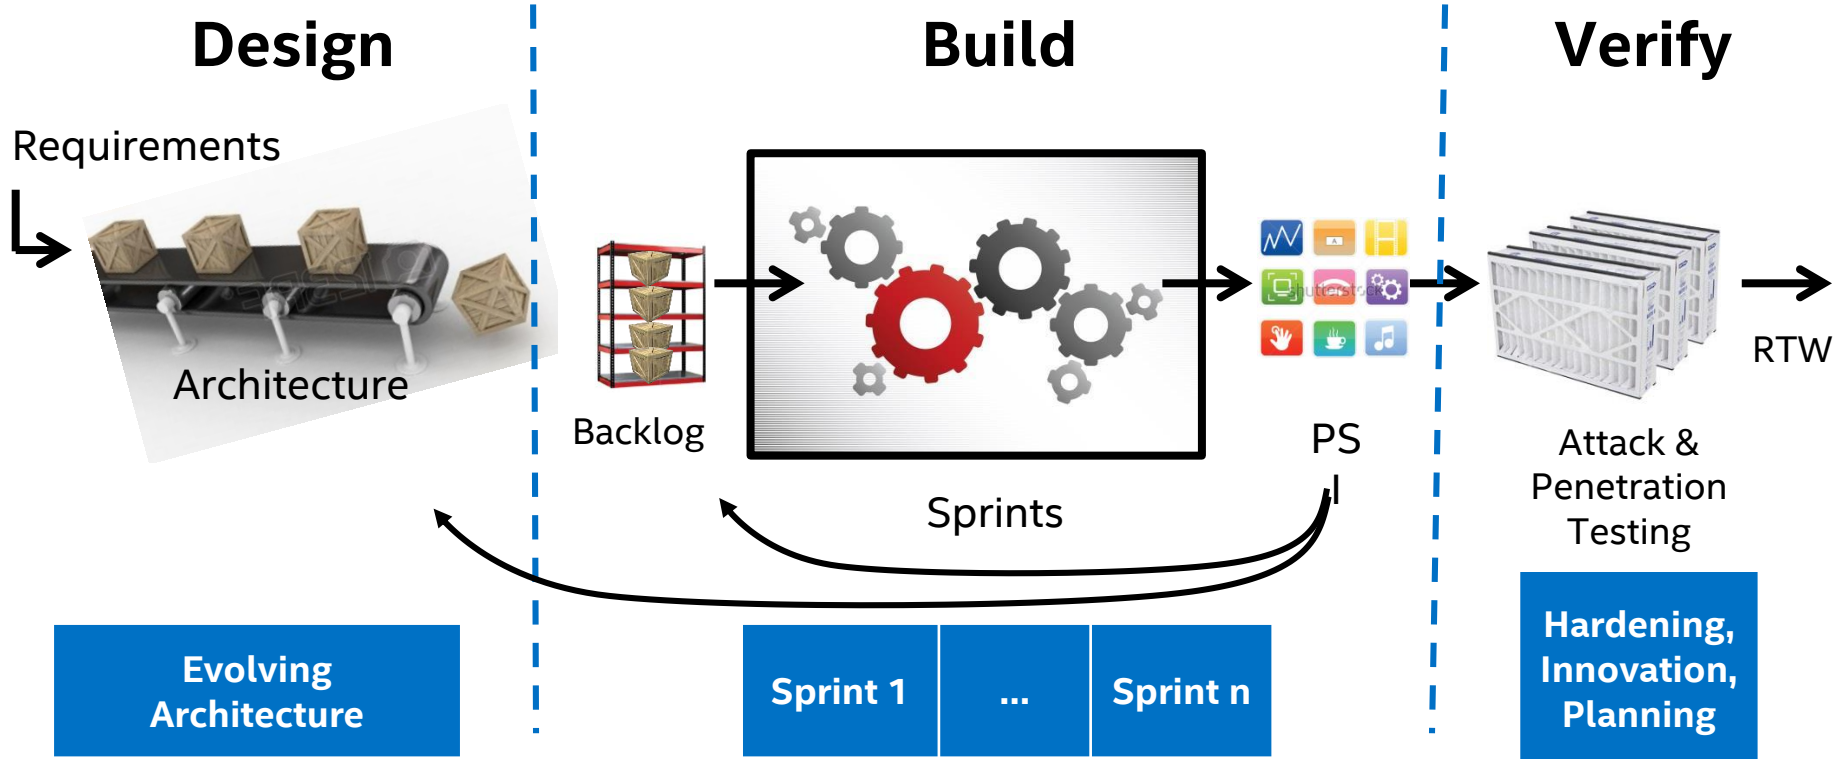 Design
Build
Verify
Requirements
Architecture
Backlog
Sprints
A
shutterstock
PS
I
Attack &
Penetration
Testing
RTW
Evolving
Architecture
Sprint 1
...
Sprint n
Hardening,
Innovation,
Planning